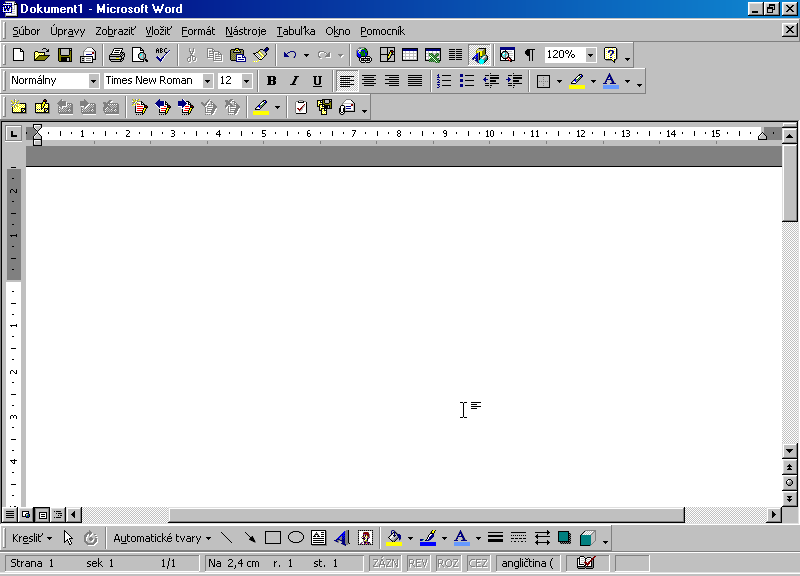 Dokument1 - Microsoft Word
Súbor Úpravy Zobraziť Vložiť Formát Nástroje Tabuľka Okno Pomocník
ABC 120%
Normálny Times New Roman 12 B I U A
L 1 2 3 4 5 6 7 8 9 10 11 12 13 14 15
2
1
1
2
3
4
Kresliť Automatické tvary A A
Strana 1 sek 1 1/1 Na 2,4 cm r. 1 st. 1 ZÁZN REV ROZ CEZ angličtina (